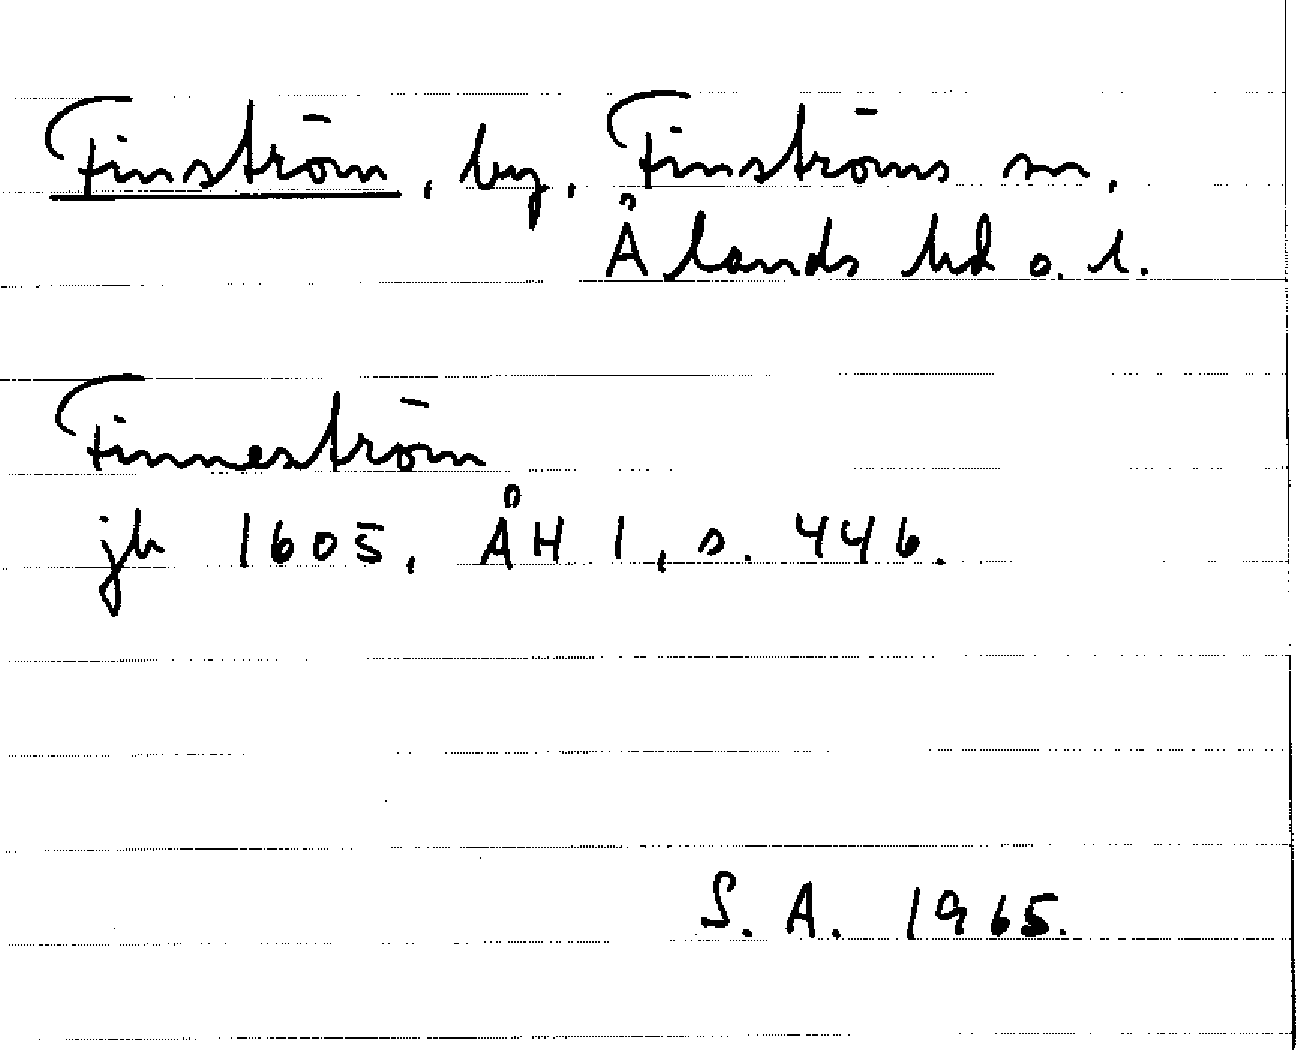 Finström, by, Finströms sn,
Ålands hd o. l.
Finneström
jb 1605, ÅH 1, s. 446.
S. A. 1965.